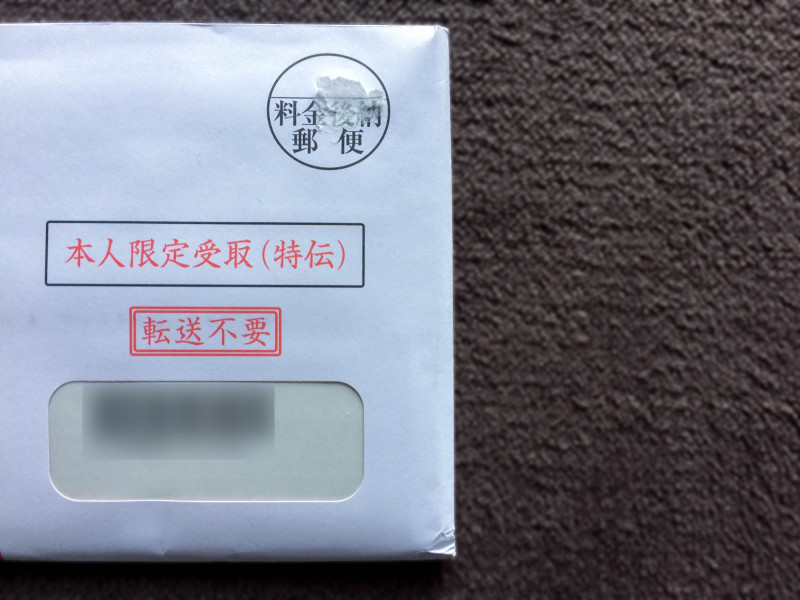 料金後納
郵便
本人限定受取(特伝)
転送不要